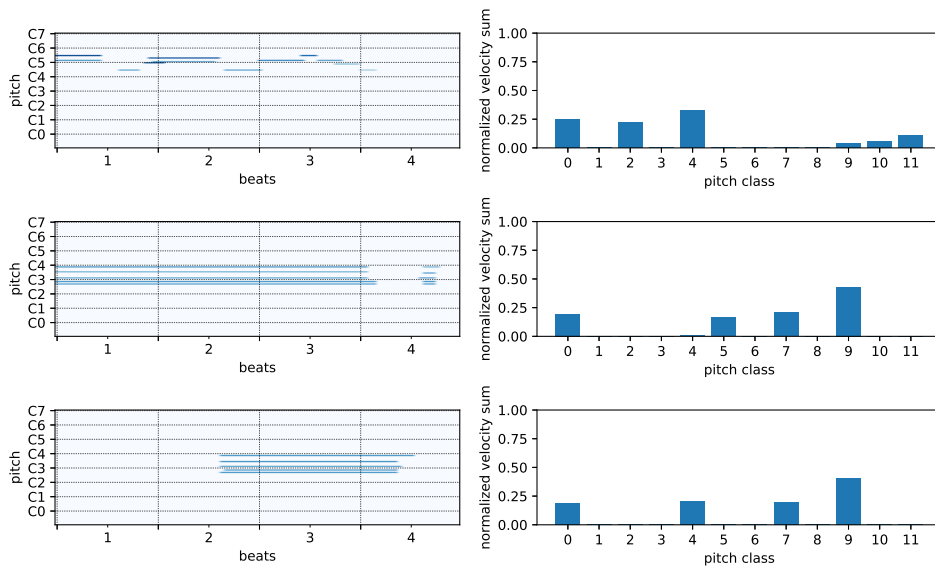 C7
C6
C5
C4
C3
C2
C1
C0
pitch
1 2 3 4
beats
1.00
0.75
0.50
0.25
0.00
normalized velocity sum
0 1 2 3 4 5 6 7 8 9 10 11
pitch class
C7
C6
C5
C4
C3
C2
C1
C0
pitch
1 2 3 4
beats
1.00
0.75
0.50
0.25
0.00
normalized velocity sum
0 1 2 3 4 5 6 7 8 9 10 11
pitch class
C7
C6
C5
C4
C3
C2
C1
C0
pitch
1 2 3 4
beats
1.00
0.75
0.50
0.25
0.00
normalized velocity sum
0 1 2 3 4 5 6 7 8 9 10 11
pitch class